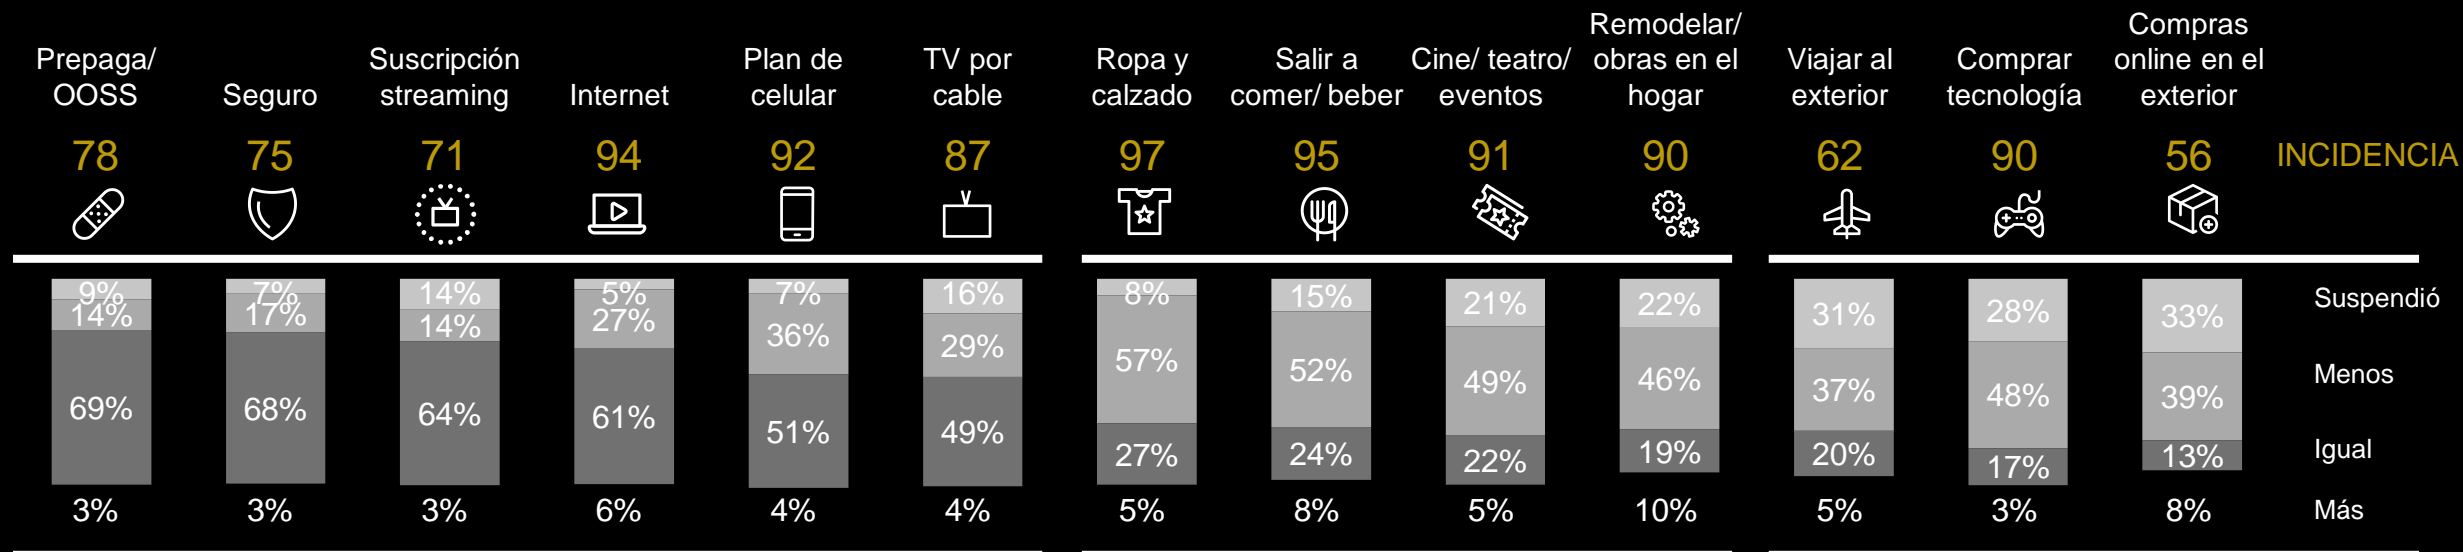 Prepaga/
OOSS
Seguro
Suscripción
streaming
Internet
Plan de
celular
TV por
cable
Ropa y
calzado
Salir a
comer/ beber
Cine/ teatro/
eventos
Remodelar/
obras en el
hogar
Viajar al
exterior
Comprar
tecnología
Compras
online en el
exterior
78 75 71 94 92 87 97 95 91 90 62 90 56 INCIDENCIA
9% 7% 14% 5% 7% 16% 8% 15% 21% 22% 31% 28% 33% Suspendió
14% 17% 14% 27% 36% 29% 57% 52% 49% 46% 37% 48% 39% Menos
69% 68% 64% 61% 51% 49% 27% 24% 22% 19% 20% 17% 13% Igual
3% 3% 3% 6% 4% 4% 5% 8% 5% 10% 5% 3% 8% Más